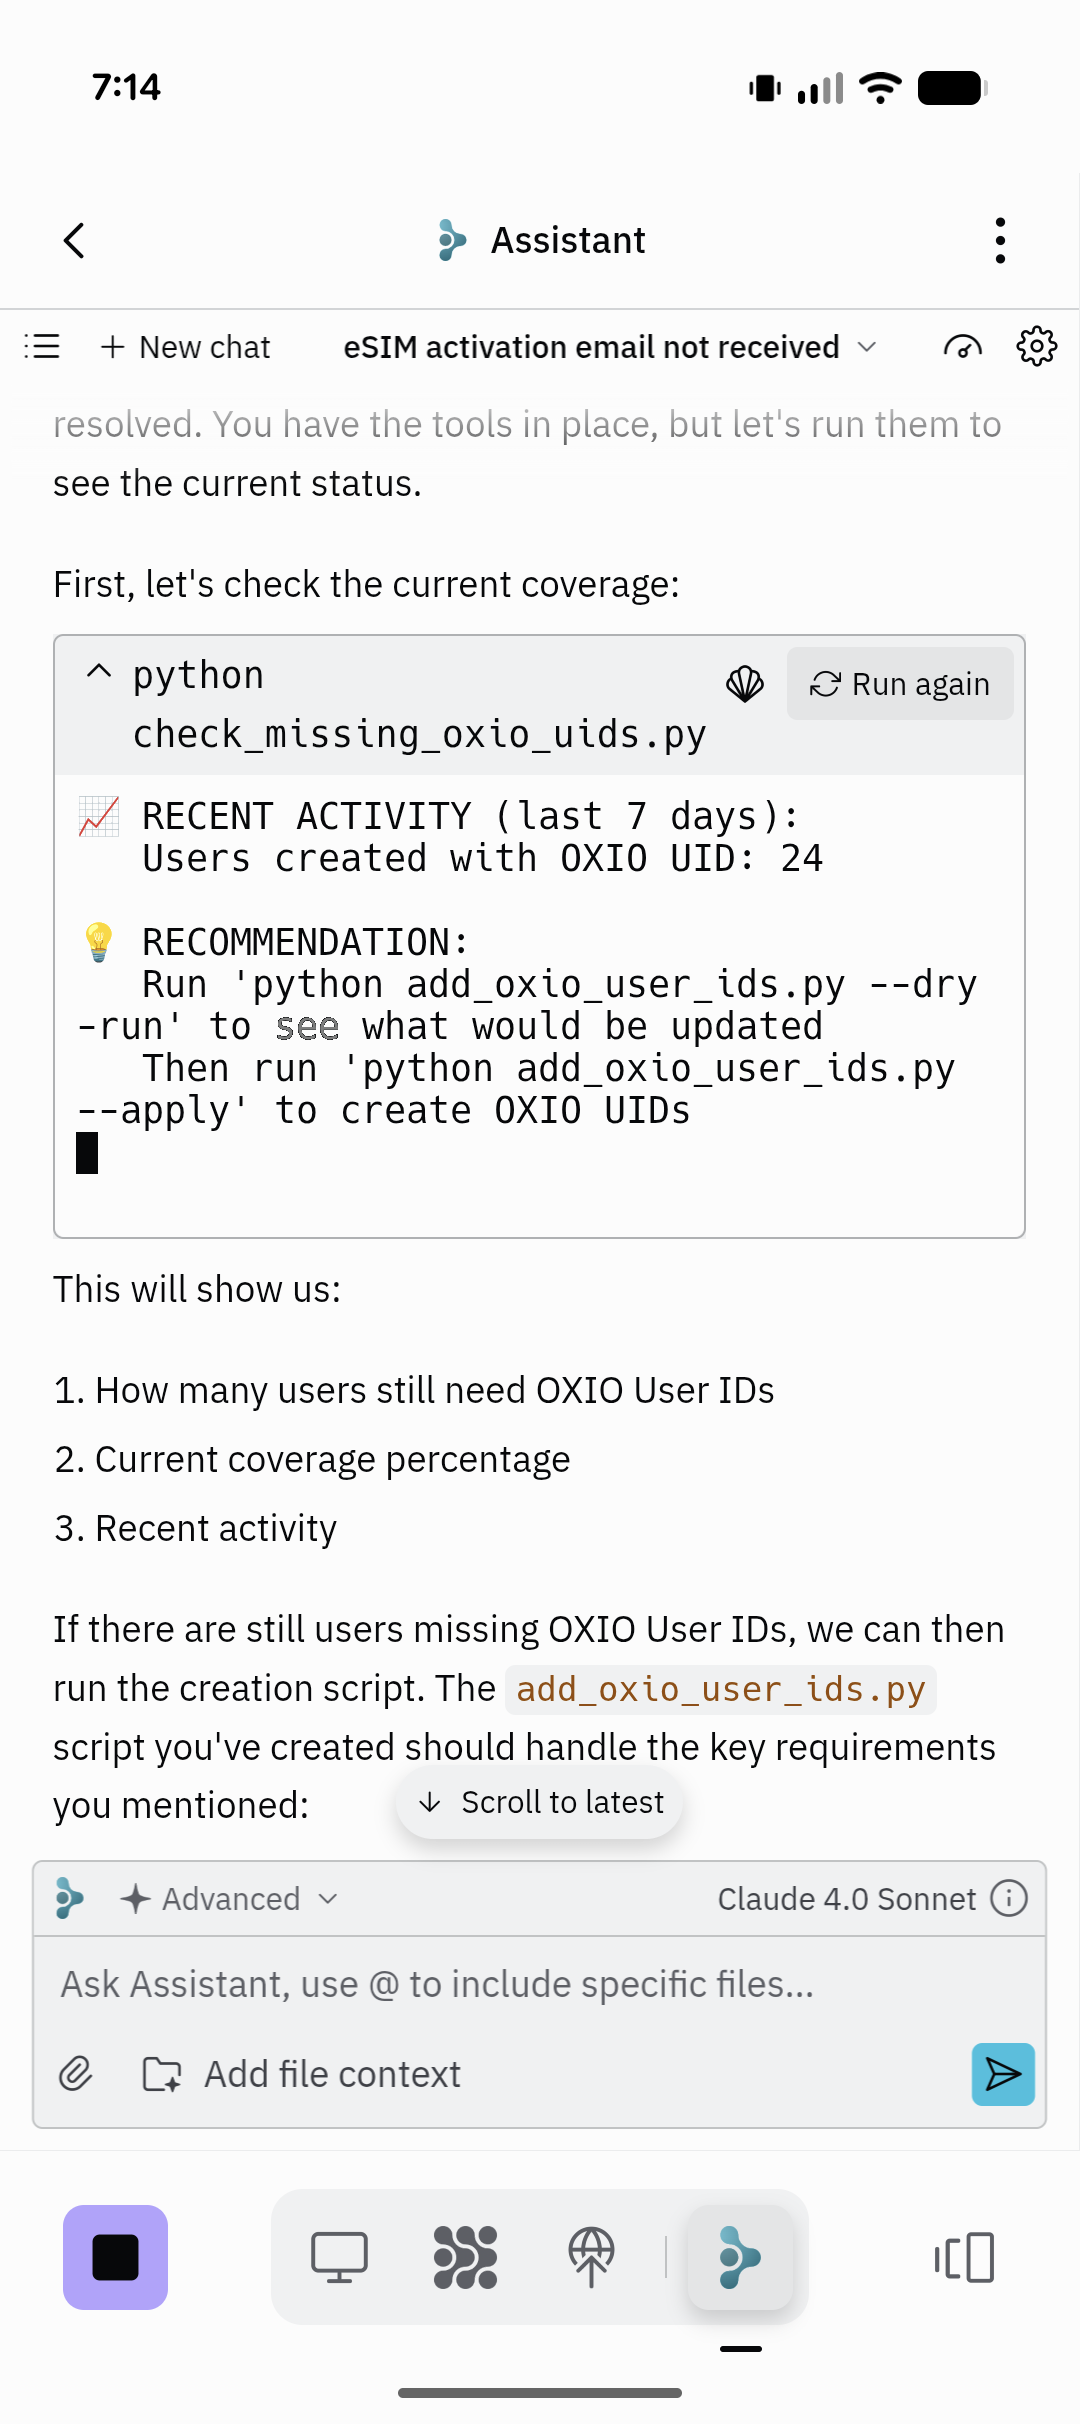 7:14
Assistant
New chat
eSIM activation email not received
resolved. You have the tools in place, but let's run them to
see the current status.
First, let's check the current coverage:
python
check_missing_oxio_uids.py
Run again
📈 RECENT ACTIVITY (last 7 days):
Users created with OXIO UID: 24
💡 RECOMMENDATION:
Run 'python add_oxio_user_ids.py --dry
-run' to see what would be updated
Then run 'python add_oxio_user_ids.py
--apply' to create OXIO UIDs
This will show us:
1. How many users still need OXIO User IDs
2. Current coverage percentage
3. Recent activity
If there are still users missing OXIO User IDs, we can then
run the creation script. The add_oxio_user_ids.py
script you've created should handle the key requirements
you mentioned:
Scroll to latest
Advanced
Claude 4.0 Sonnet
Ask Assistant, use @ to include specific files...
Add file context